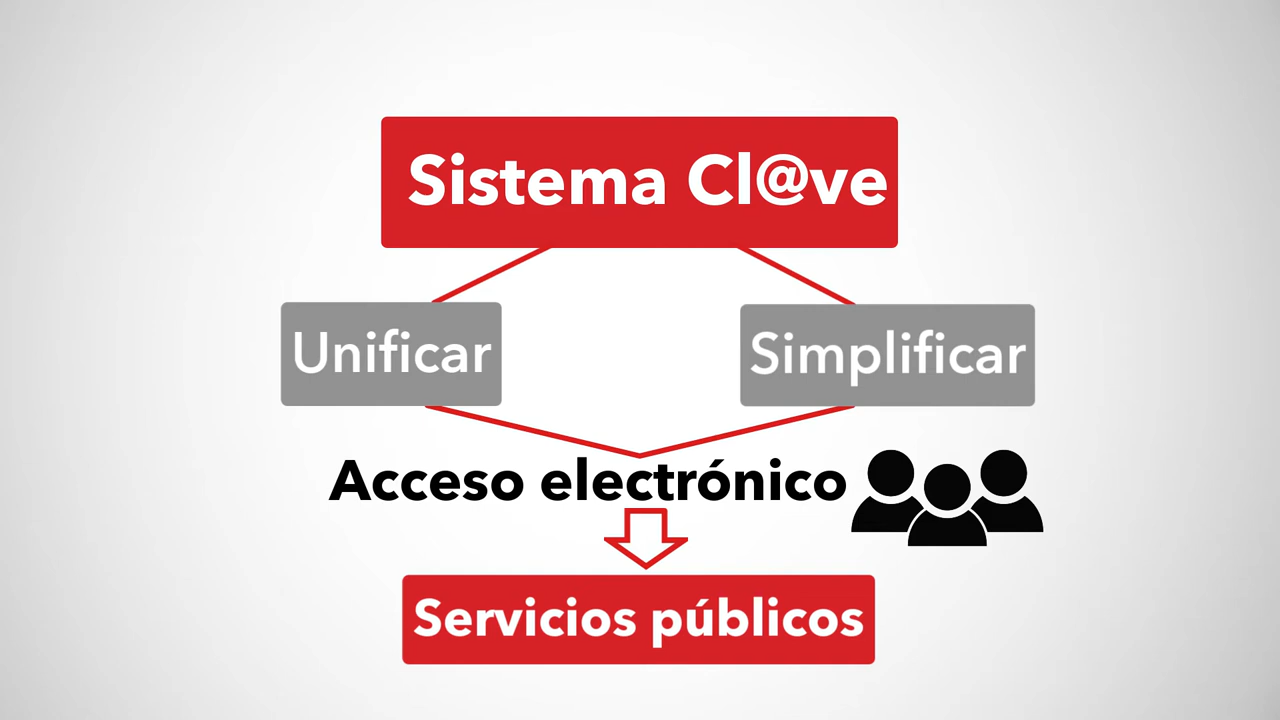 Sistema Cl@ve
Unificar
Simplificar
Acceso electrónico
Servicios públicos